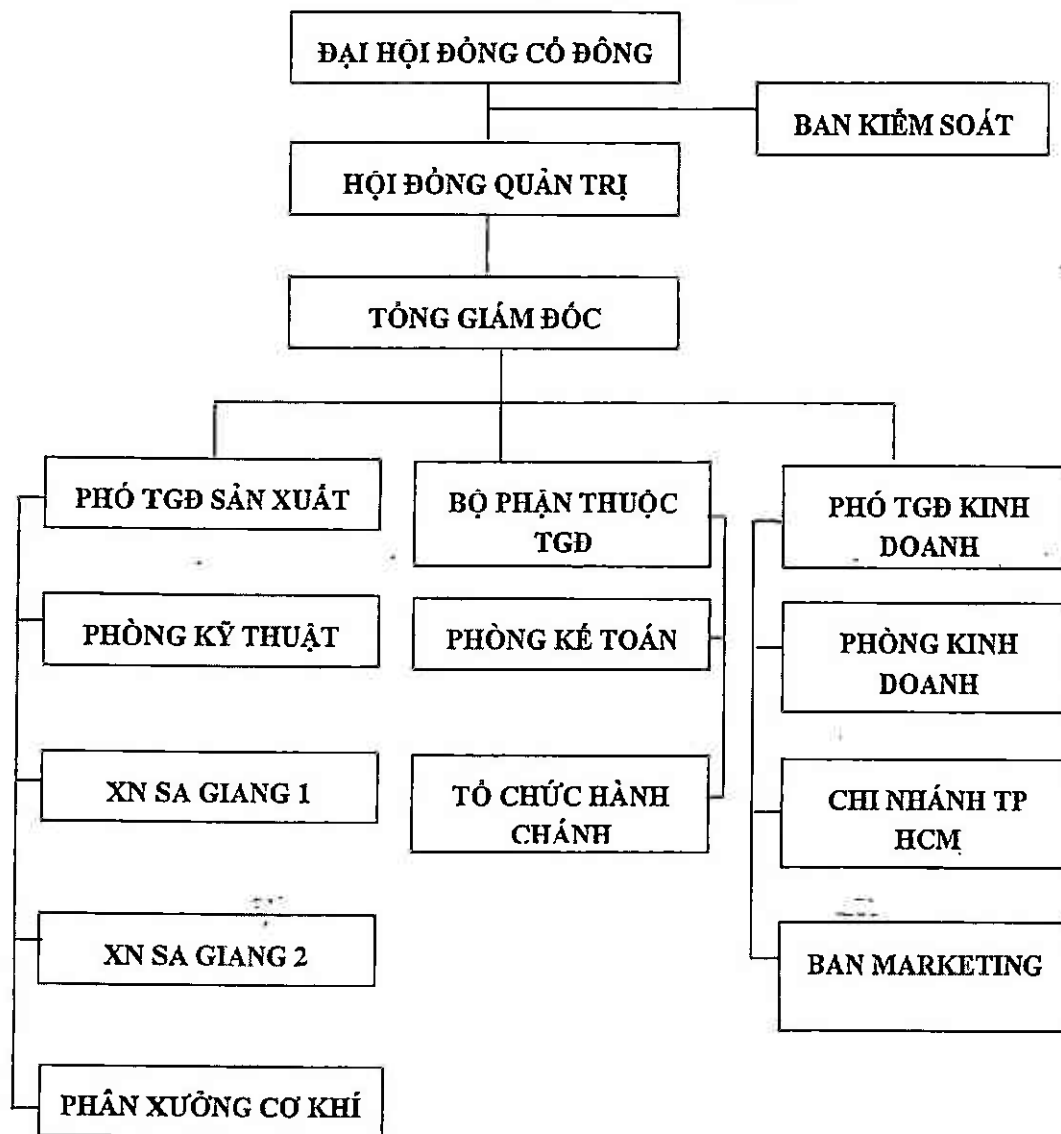 ĐẠI HỘI ĐỒNG CỔ ĐÔNG
BAN KIỂM SOÁT
HỘI ĐỒNG QUẢN TRỊ
TỔNG GIÁM ĐỐC
PHÓ TGĐ SẢN XUẤT
BỘ PHẬN THUỘC
TGĐ
PHÓ TGĐ KINH
DOANH
PHÒNG KỸ THUẬT
PHÒNG KẾ TOÁN
PHÒNG KINH
DOANH
XN SA GIANG 1
TỔ CHỨC HÀNH
CHÁNH
CHI NHÁNH TP
HCM
XN SA GIANG 2
BAN MARKETING
PHÂN XƯỞNG CƠ KHÍ